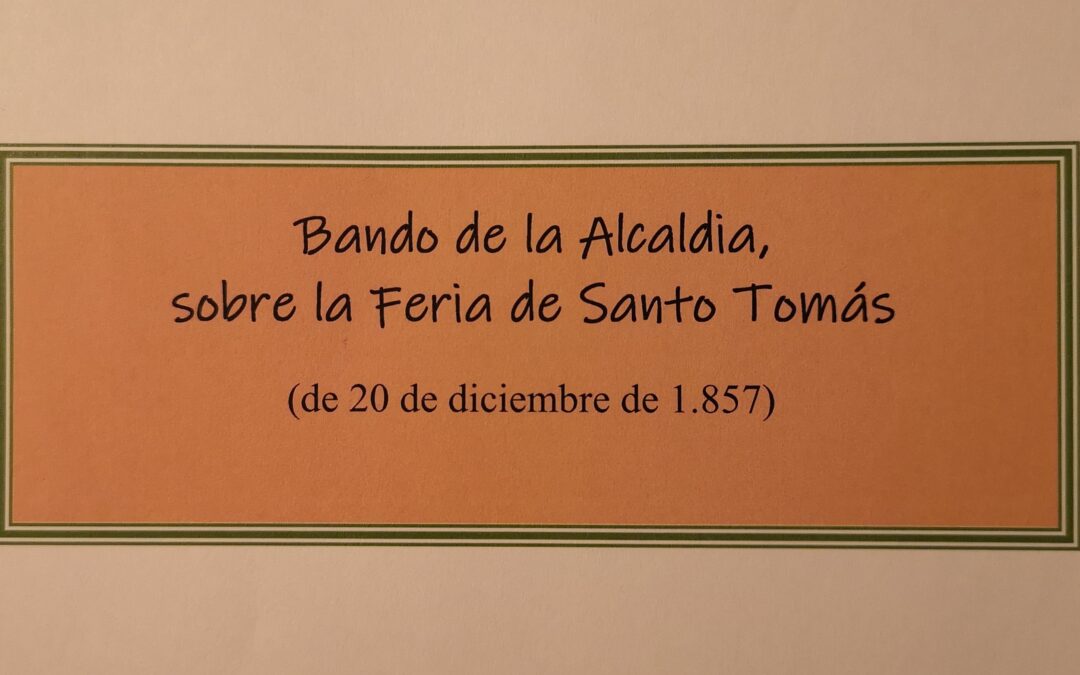 Bando de la Alcaldia,
sobre la Feria de Santo Tomás
(de 20 de diciembre de 1.857)